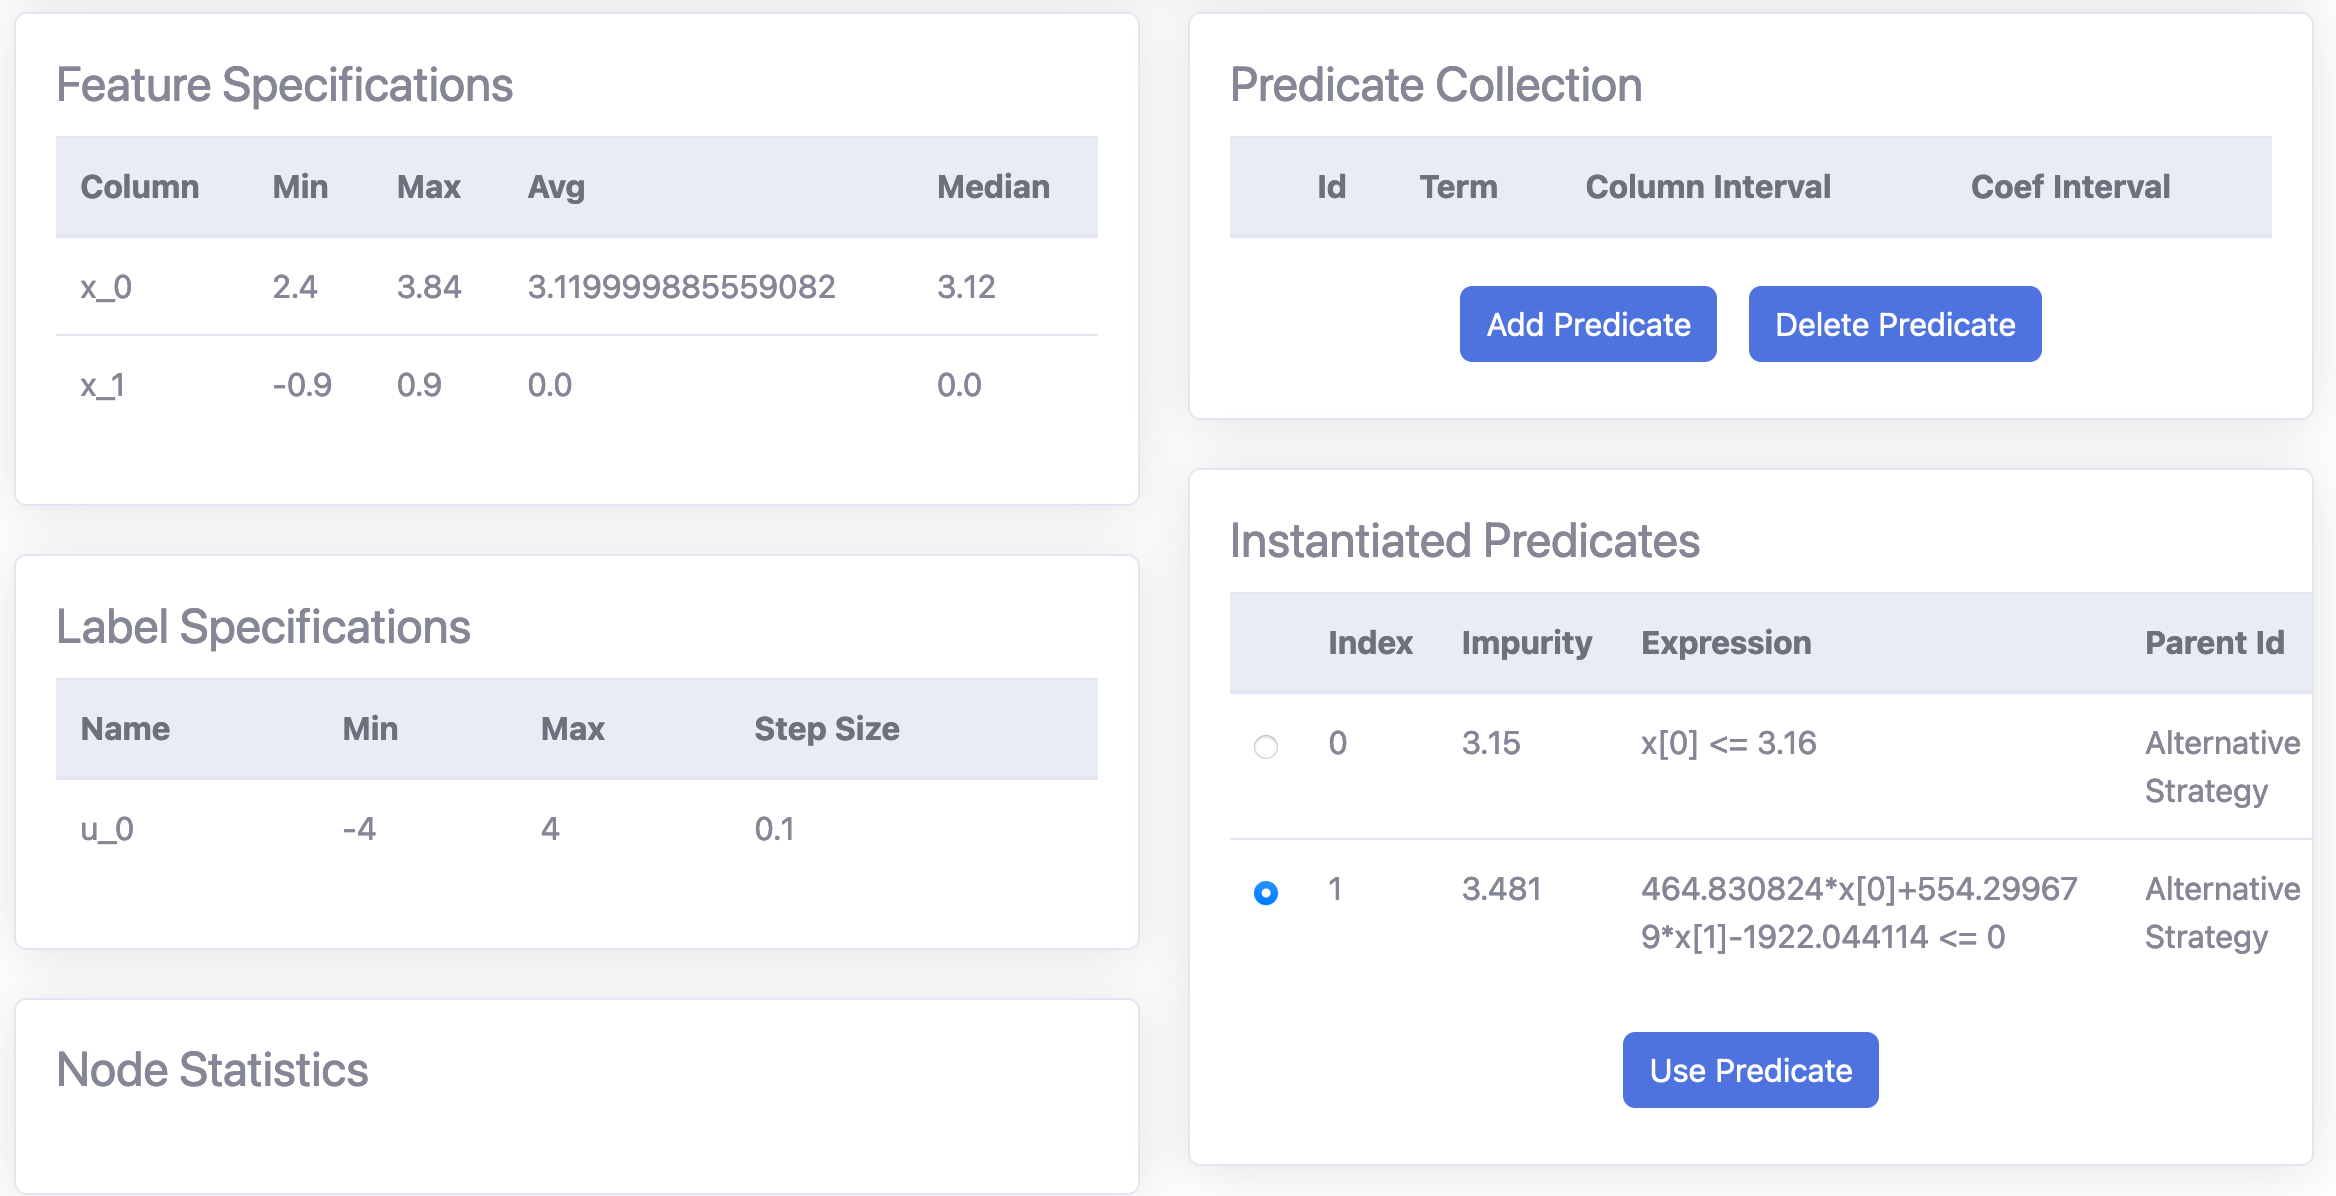 Feature Specifications
Column Min Max Avg Median
x_0 2.4 3.84 3.119999885559082 3.12
x_1 -0.9 0.9 0.0 0.0
Label Specifications
Name Min Max Step Size
u_0 -4 4 0.1
Node Statistics
Predicate Collection
Id Term Column Interval Coef Interval
Add Predicate Delete Predicate
Instantiated Predicates
Index Impurity Expression Parent Id
0 3.15 x[0] <= 3.16 Alternative
Strategy
1 3.481 464.830824*x[0]+554.29967 Alternative
9*x[1]-1922.044114 <= 0 Strategy
Use Predicate